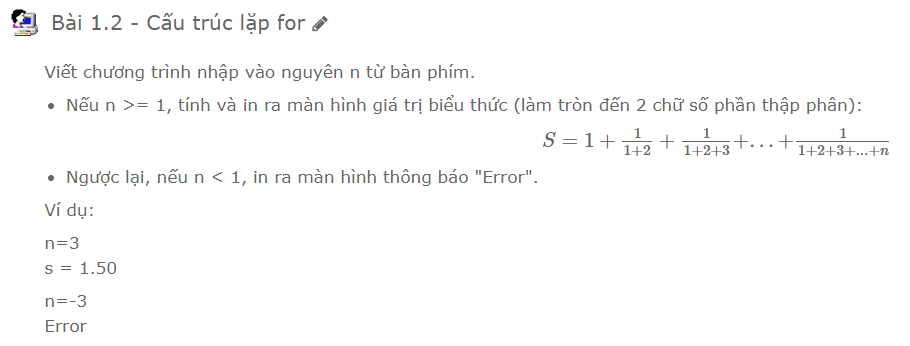 Bài 1.2 - Cấu trúc lặp for
Viết chương trình nhập vào nguyên n từ bàn phím.
• Nếu n >= 1, tính và in ra màn hình giá trị biểu thức (làm tròn đến 2 chữ số phần thập phân):
S = 1 + \frac{1}{1+2} + \frac{1}{1+2+3} + ... + \frac{1}{1+2+3+...+n}
• Ngược lại, nếu n < 1, in ra màn hình thông báo "Error".
Ví dụ:
n=3
s = 1.50
n=-3
Error